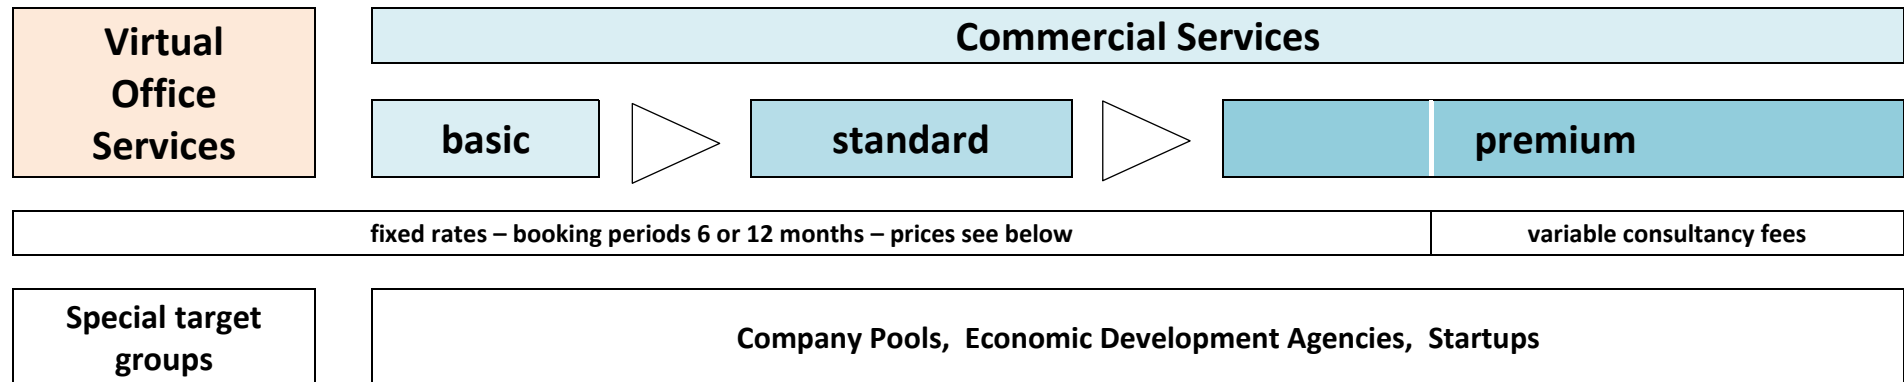 Virtual
Office
Services
Commercial Services
basic
standard
premium
fixed rates – booking periods 6 or 12 months – prices see below
variable consultancy fees
Special target
groups
Company Pools, Economic Development Agencies, Startups